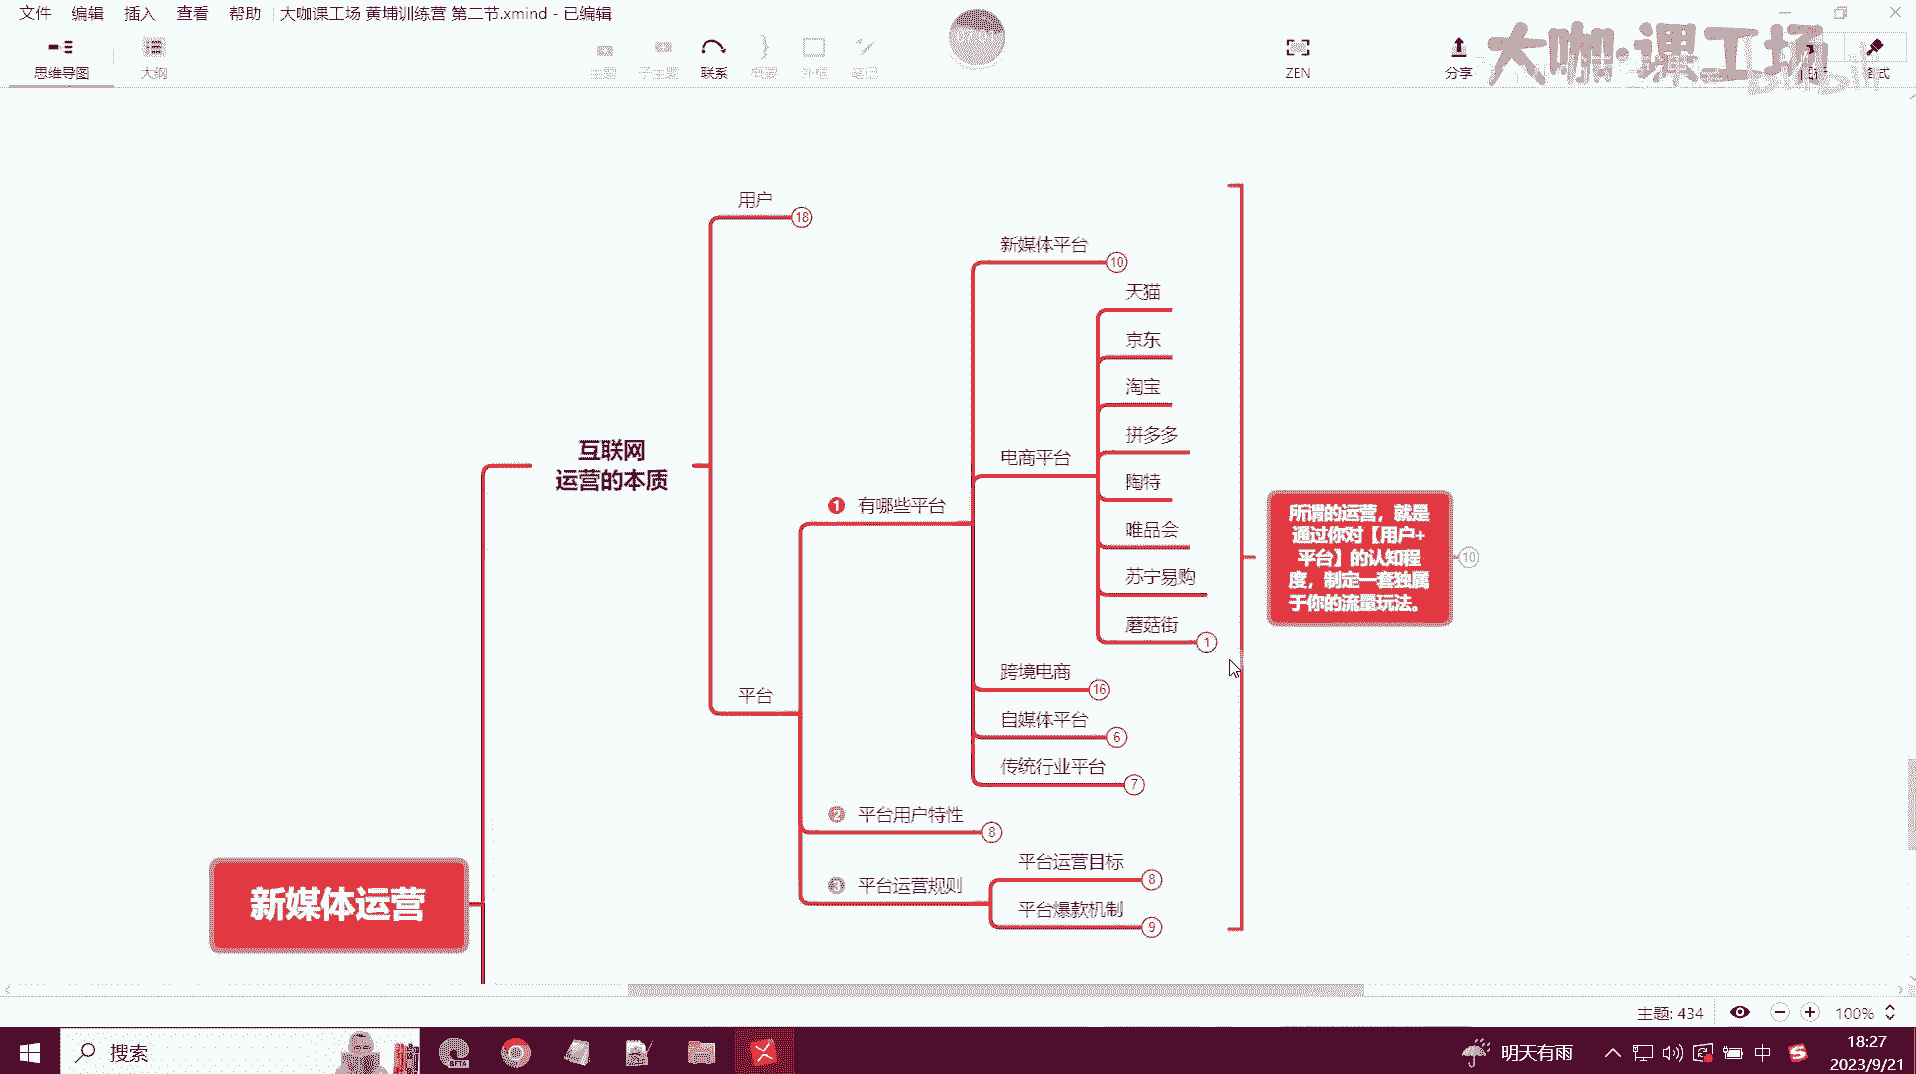 文件 编辑 插入 查看 帮助 大咖课工场 黄埔训练营 第二节.xmind - 已编辑
思维导图 大纲 主题 子主题 联系 概要 外框 笔记 ZEN 分享
大咖·课工场
用户 18
新媒体平台 10
天猫
京东
淘宝
拼多多
电商平台
陶特
唯品会
苏宁易购
蘑菇街 1
互联网
运营的本质
1 有哪些平台
所谓的运营，就是
通过你对【用户+
平台】的认知程
度，制定一套独属
于你的流量玩法。
10
跨境电商 16
平台
自媒体平台 6
传统行业平台 7
2 平台用户特性 8
平台运营目标 8
3 平台运营规则
平台爆款机制 9
新媒体运营
主题: 434 100%
搜索 BETA 明天有雨 中 18:27
2023/9/21